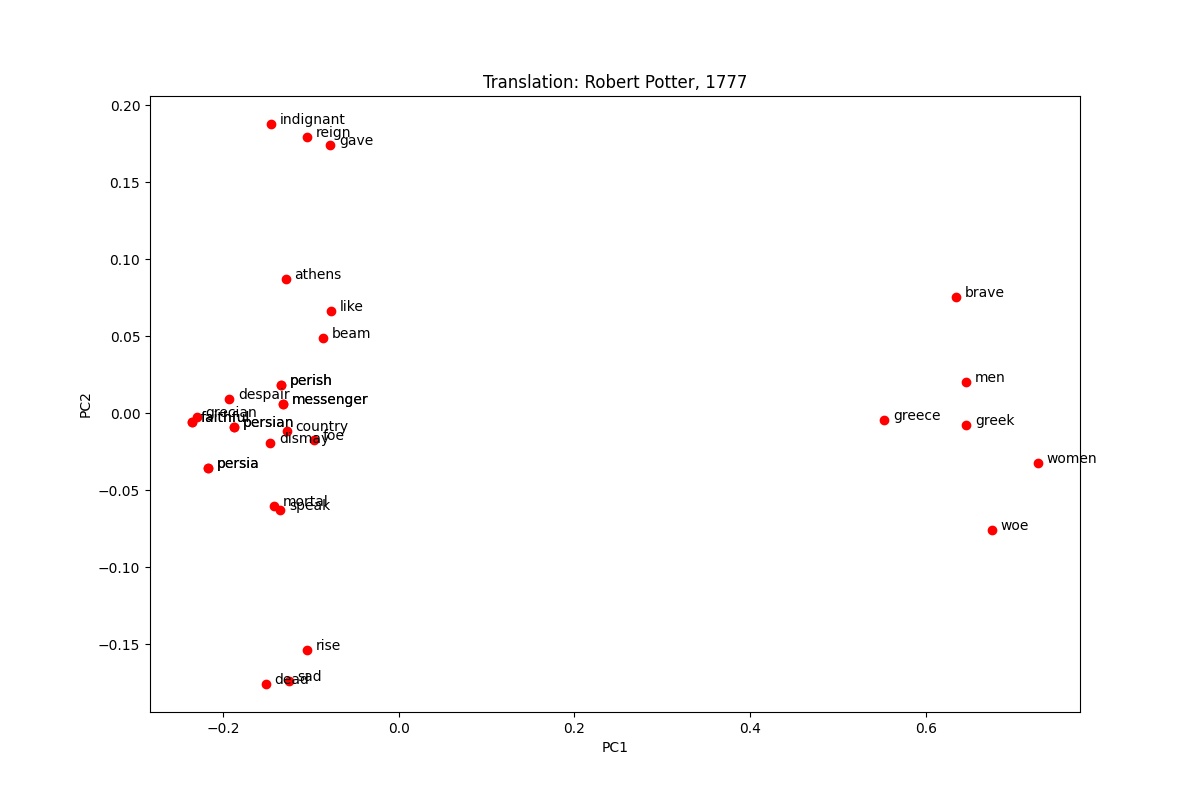 Translation: Robert Potter, 1777
0.20
indignant
reign
gave
0.15
0.10
athens
brave
like
0.05
beam
men
perish
despair
messenger
PC2
0.00
grecian
faithful
persian
country
greece
greek
foe
dismay
women
persia
−0.05
mortal
speak
woe
−0.10
−0.15
rise
sad
dead
−0.2
0.0
0.2
0.4
0.6
PC1